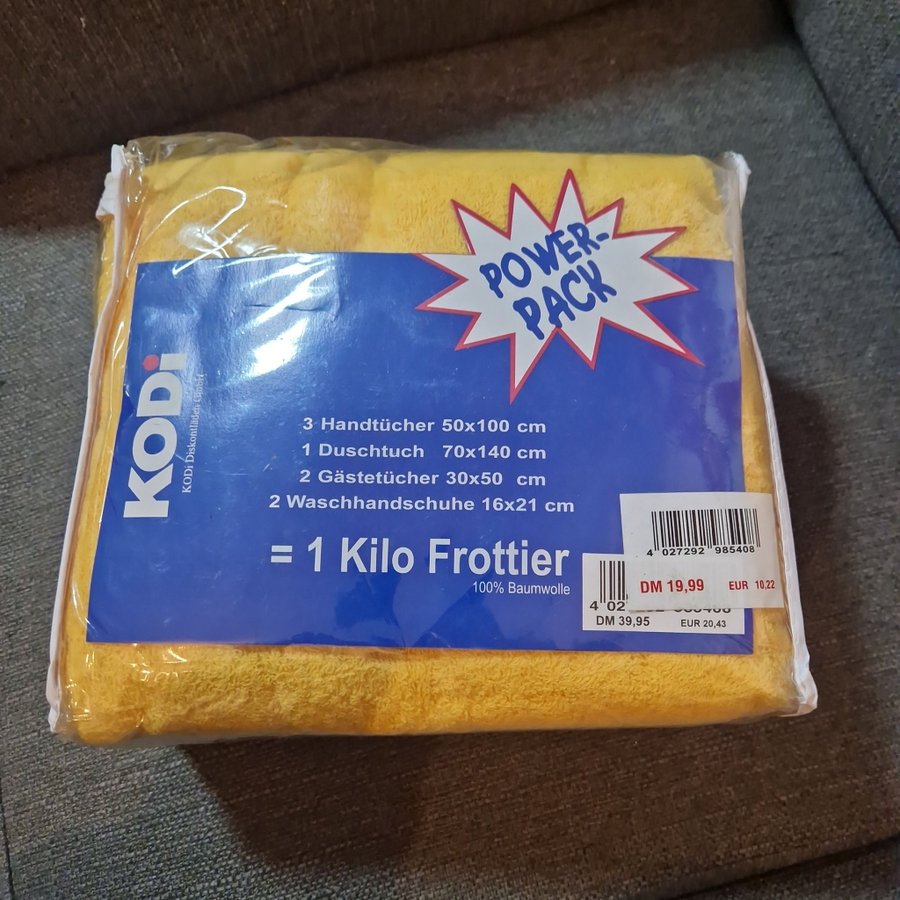 POWER-
PACK
KODi
KODi Diskontläden GmbH
3 Handtücher 50x100 cm
1 Duschtuch 70x140 cm
2 Gästetücher 30x50 cm
2 Waschhandschuhe 16x21 cm
= 1 Kilo Frottier
100% Baumwolle
4 027292 985408
DM 19,99 EUR 10,22
4 02
DM 39,95 EUR 20,43